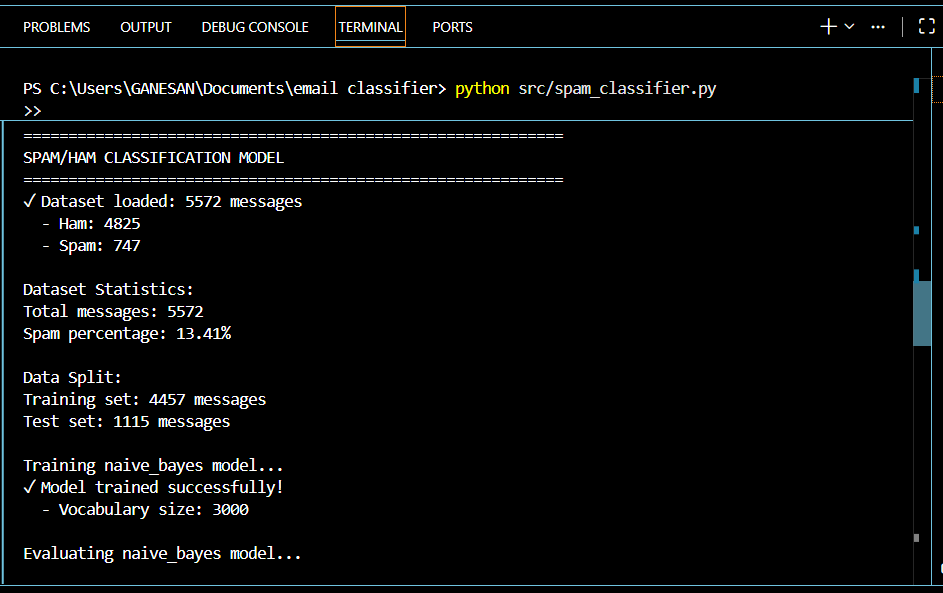 PROBLEMS OUTPUT DEBUG CONSOLE TERMINAL PORTS
PS C:\Users\GANESAN\Documents\email classifier> python src/spam_classifier.py
>>
============================================================
SPAM/HAM CLASSIFICATION MODEL
============================================================
✓ Dataset loaded: 5572 messages
  - Ham: 4825
  - Spam: 747
Dataset Statistics:
Total messages: 5572
Spam percentage: 13.41%
Data Split:
Training set: 4457 messages
Test set: 1115 messages
Training naive_bayes model...
✓ Model trained successfully!
  - Vocabulary size: 3000
Evaluating naive_bayes model...